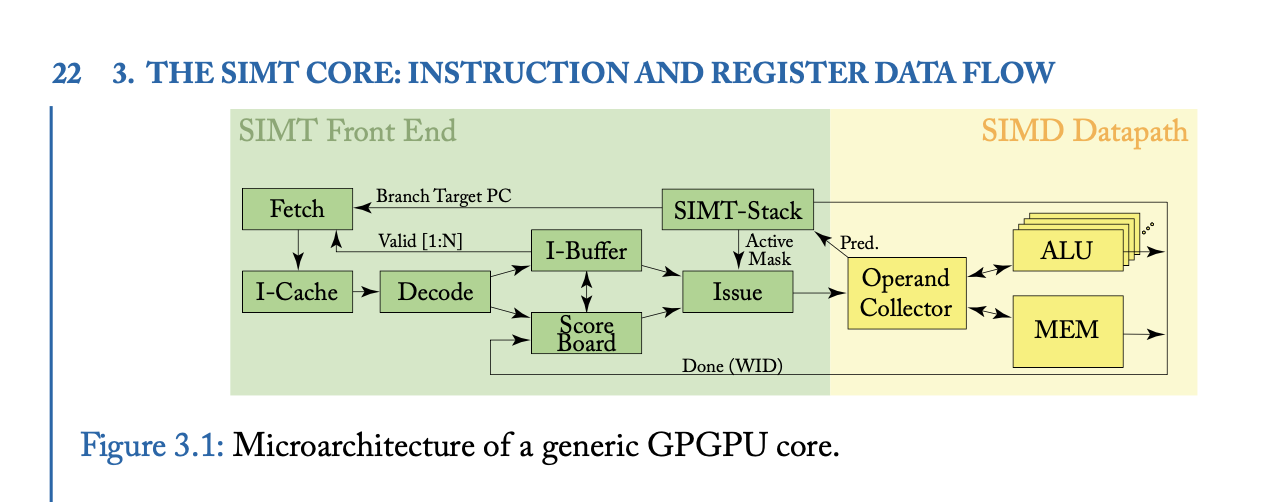 22 3. THE SIMT CORE: INSTRUCTION AND REGISTER DATA FLOW
SIMT Front End
SIMD Datapath
Fetch
Branch Target PC
SIMT-Stack
Valid [1:N]
I-Buffer
Active
Mask
Pred.
ALU
I-Cache
Decode
Issue
Operand
Collector
Score
Board
MEM
Done (WID)
Figure 3.1: Microarchitecture of a generic GPGPU core.